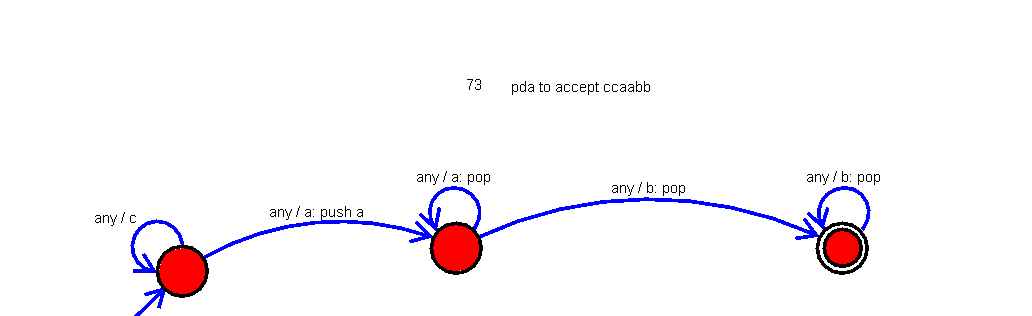 73 pda to accept ccaabb
any / a: pop
any / b: pop
any / b: pop
any / c
any / a: push a